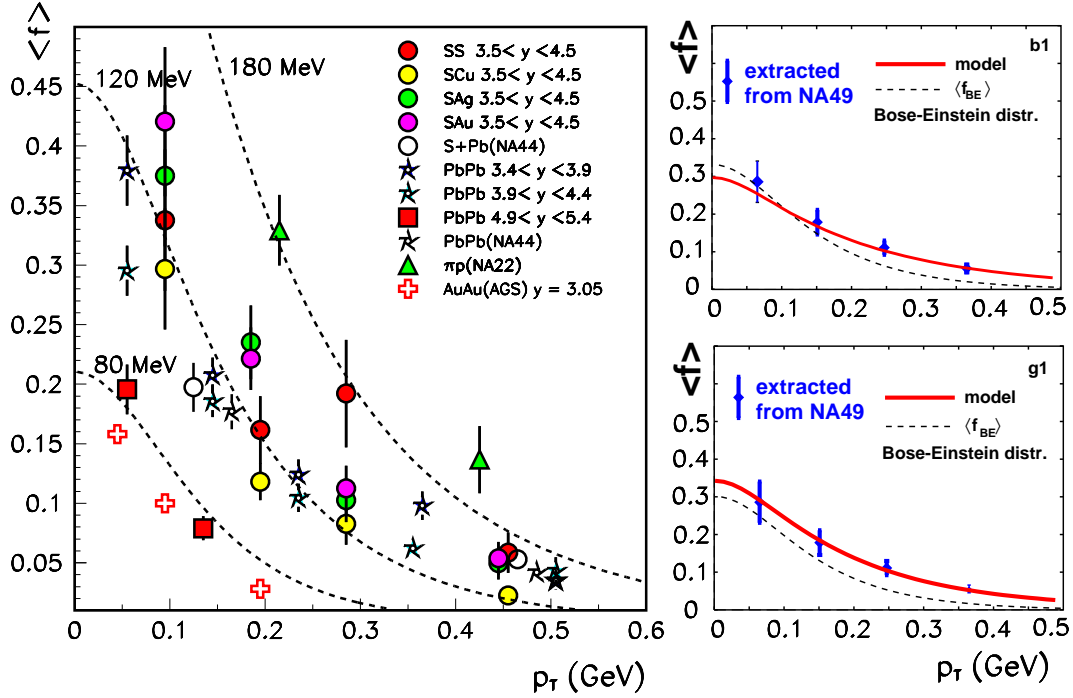 <f>
0.45
0.4
0.35
0.3
0.25
0.2
0.15
0.1
0.05
120 MeV
180 MeV
80 MeV
SS 3.5< y <4.5
SCu 3.5< y <4.5
SAg 3.5< y <4.5
SAu 3.5< y <4.5
S+Pb(NA44)
PbPb 3.4< y <3.9
PbPb 3.9< y <4.4
PbPb 4.9< y <5.4
PbPb(NA44)
πp(NA22)
AuAu(AGS) y = 3.05
0 0.1 0.2 0.3 0.4 0.5 0.6
p_T (GeV)
<f>
b1
extracted
from NA49
model
⟨f_BE⟩
Bose-Einstein distr.
0.5
0.4
0.3
0.2
0.1
0
0 0.1 0.2 0.3 0.4 0.5
<f>
g1
extracted
from NA49
model
⟨f_BE⟩
Bose-Einstein distr.
0.5
0.4
0.3
0.2
0.1
0
0 0.1 0.2 0.3 0.4 0.5
p_T (GeV)